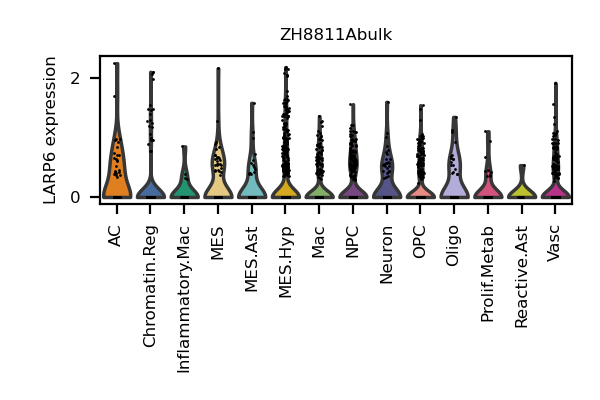 ZH8811Abulk
LARP6 expression
2
0
AC
Chromatin.Reg
Inflammatory.Mac
MES
MES.Ast
MES.Hyp
Mac
NPC
Neuron
OPC
Oligo
Prolif.Metab
Reactive.Ast
Vasc